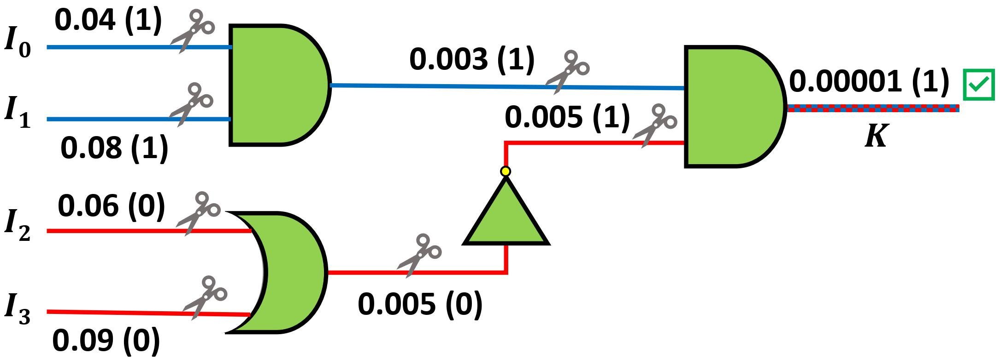 I0
0.04 (1)
I1
0.08 (1)
0.003 (1)
0.005 (1)
0.00001 (1)
K
I2
0.06 (0)
I3
0.09 (0)
0.005 (0)